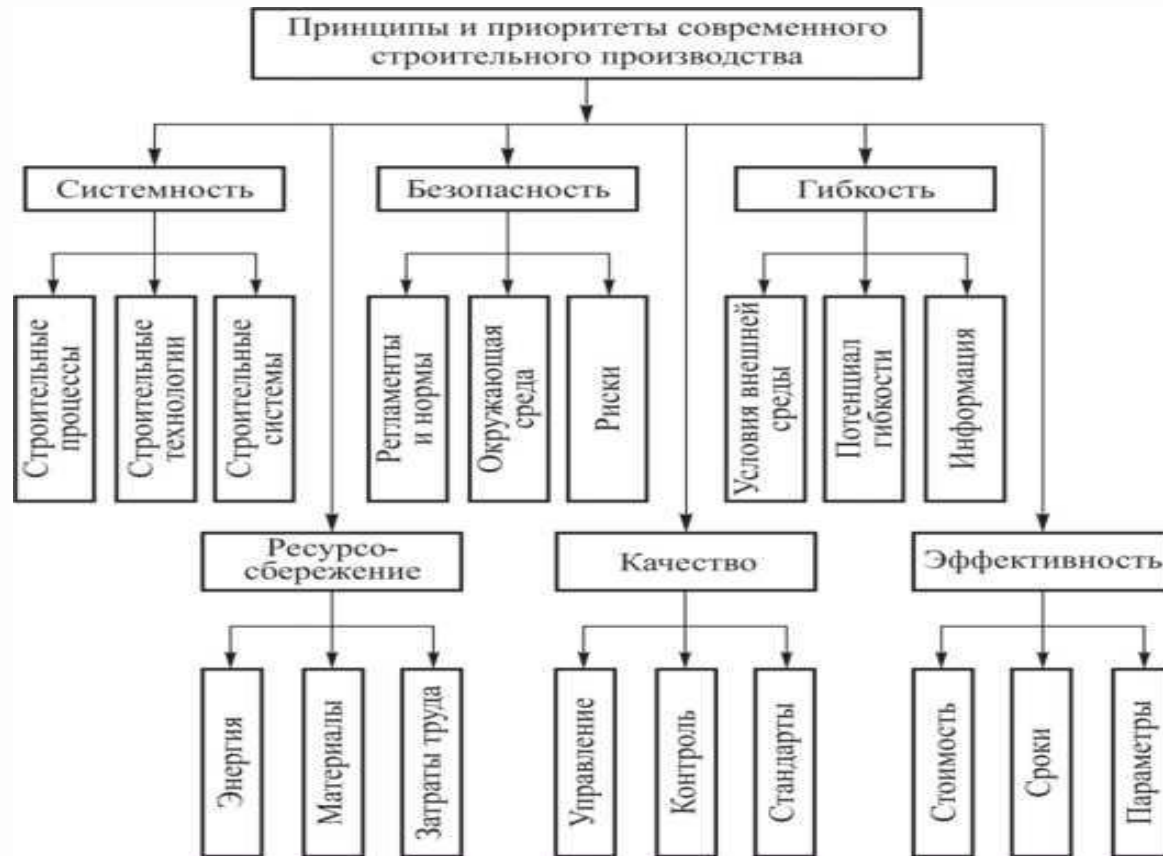 Принципы и приоритеты современного
строительного производства
Системность
Безопасность
Гибкость
Строительные
процессы
Строительные
технологии
Строительные
системы
Регламенты
и нормы
Окружающая
среда
Риски
Условия внешней
среды
Потенциал
гибкости
Информация
Ресурсо-
сбережение
Качество
Эффективность
Энергия
Материалы
Затраты труда
Управление
Контроль
Стандарты
Стоимость
Сроки
Параметры